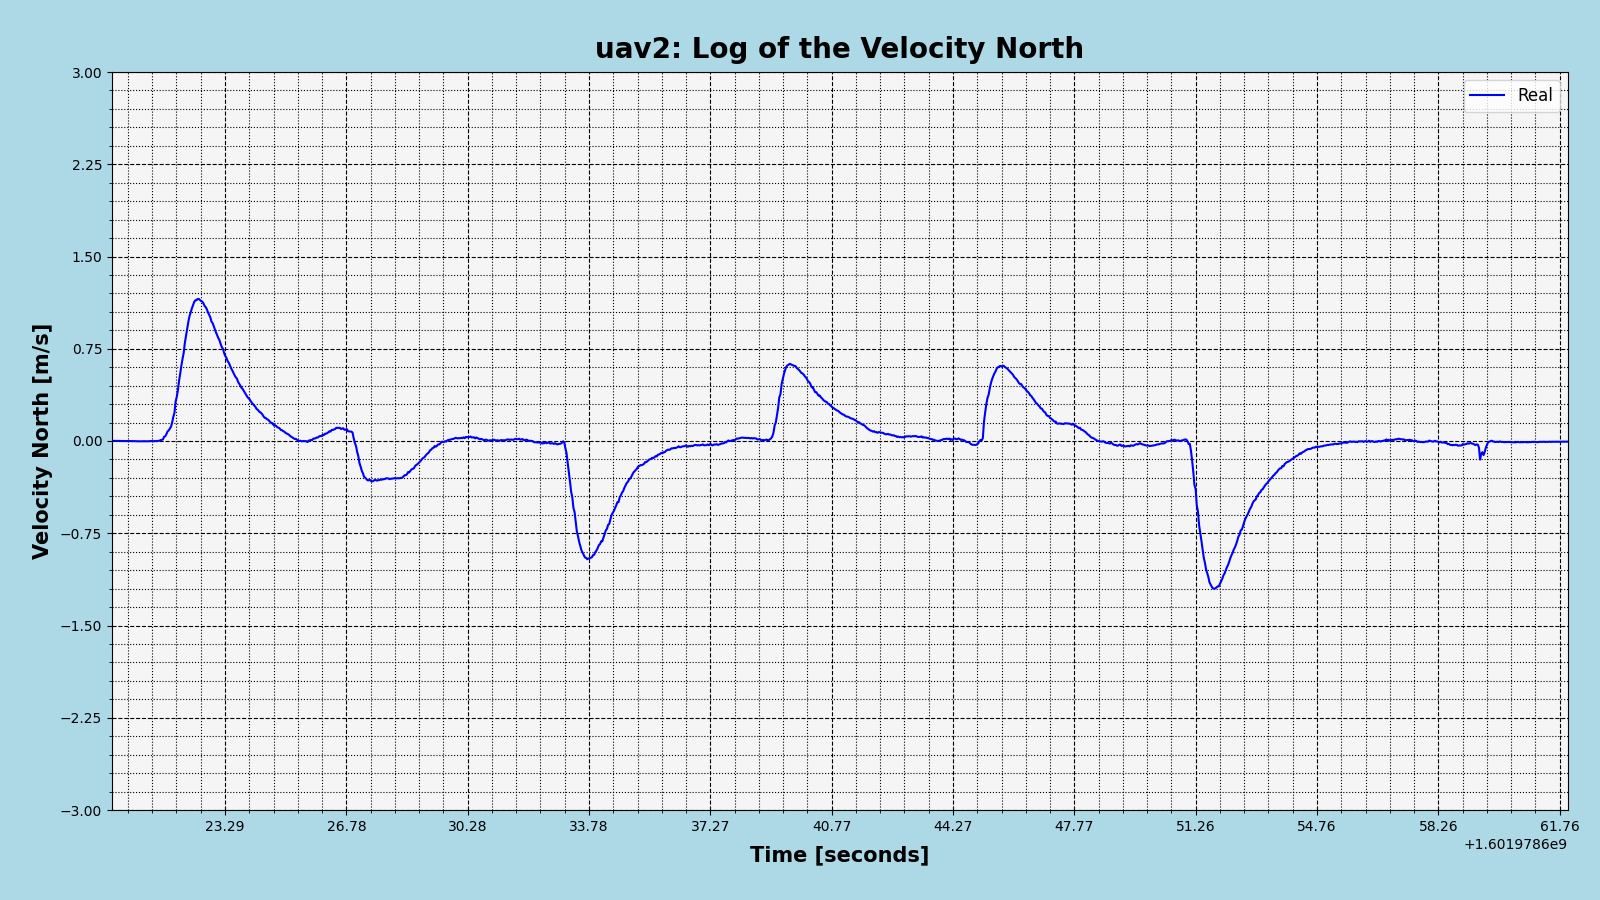 uav2: Log of the Velocity North
3.00
2.25
1.50
0.75
0.00
−0.75
−1.50
−2.25
−3.00
Velocity North [m/s]
Real
23.29 26.78 30.28 33.78 37.27 40.77 44.27 47.77 51.26 54.76 58.26 61.76
+1.6019786e9
Time [seconds]